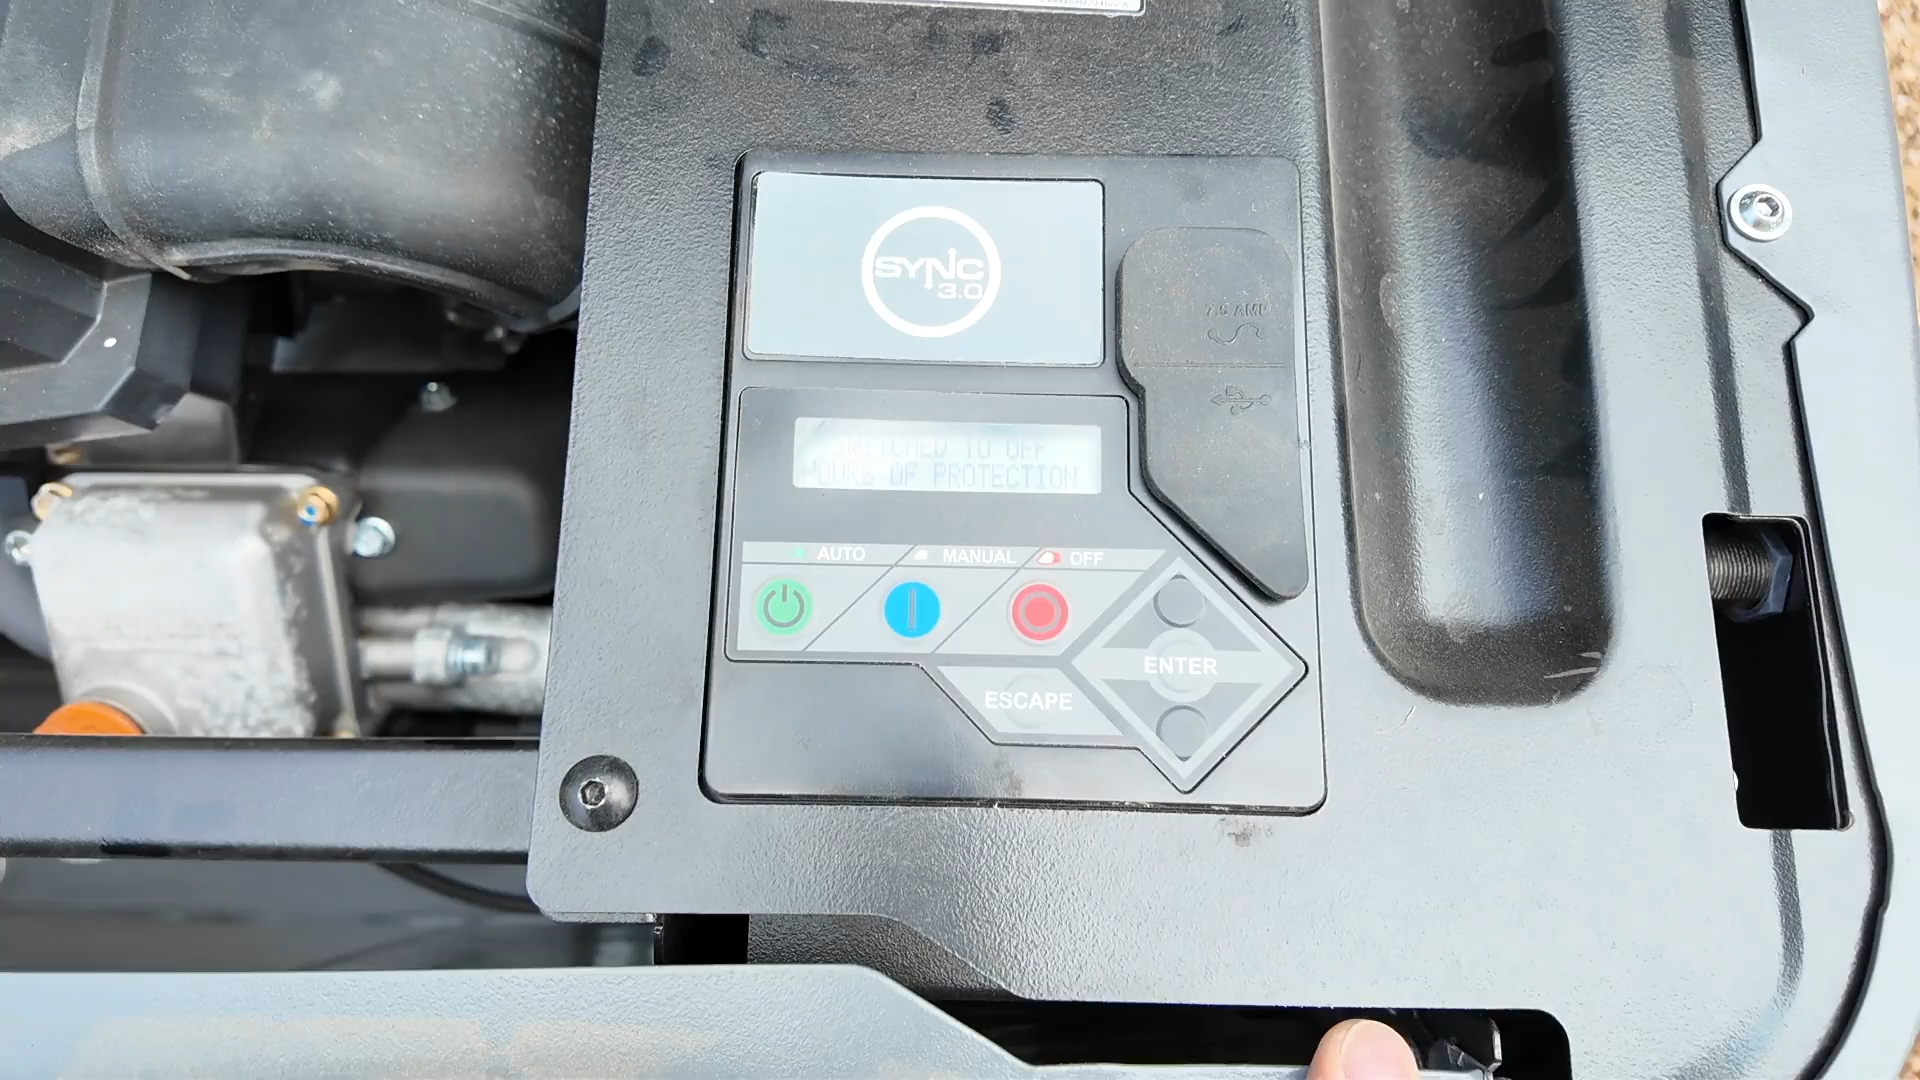 SYNC
3.0
7.5 AMP
SWITCHED TO OFF
HOURS OF PROTECTION
AUTO
MANUAL
OFF
ENTER
ESCAPE